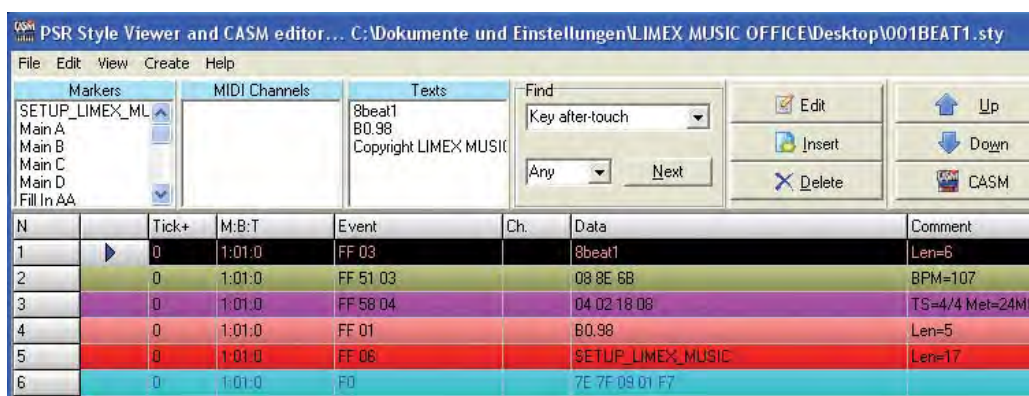 PSR Style Viewer and CASM editor... C:\Dokumente und Einstellungen\LIMEX MUSIC OFFICE\Desktop\001BEAT1.sty
File Edit View Create Help
Markers MIDI Channels Texts Find
SETUP_LIMEX_MU
Main A
Main B
Main C
Main D
Fill In AA
8beat1
B0.98
Copyright LIMEX MUSIC
Key after-touch
Any Next
Edit
Insert
Delete
Up
Down
CASM
N Tick+ M:B:T Event Ch. Data Comment
1 0 1:01:0 FF 03 8beat1 Len=6
2 0 1:01:0 FF 51 03 08 8E 6B BPM=107
3 0 1:01:0 FF 58 04 04 02 18 08 TS=4/4 Met=24M
4 0 1:01:0 FF 01 B0.98 Len=5
5 0 1:01:0 FF 06 SETUP_LIMEX_MUSIC Len=17
6 0 1:01:0 F0 7E 7F 09 01 F7